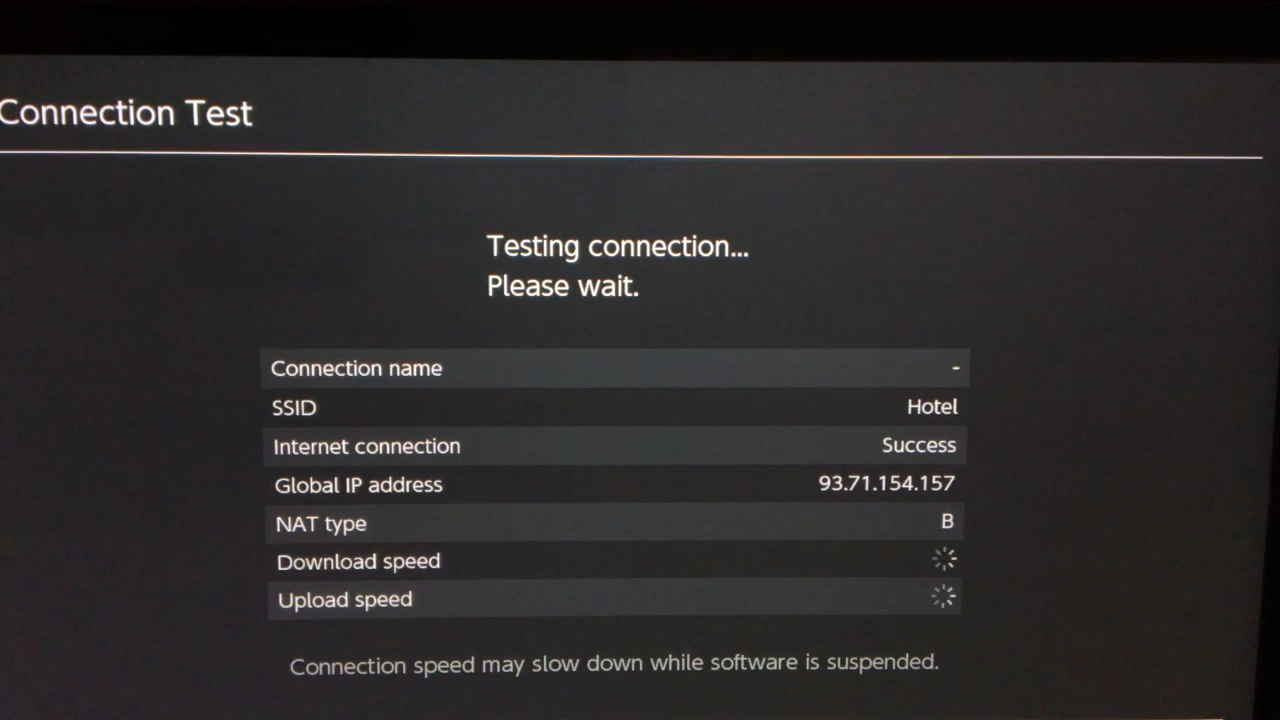 Connection Test
Testing connection...
Please wait.
Connection name -
SSID Hotel
Internet connection Success
Global IP address 93.71.154.157
NAT type B
Download speed
Upload speed
Connection speed may slow down while software is suspended.